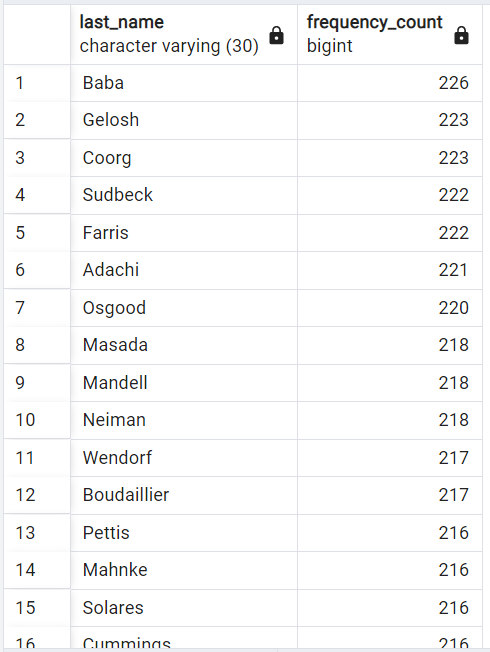 last_name frequency_count
character varying (30) bigint
1 Baba 226
2 Gelosh 223
3 Coorg 223
4 Sudbeck 222
5 Farris 222
6 Adachi 221
7 Osgood 220
8 Masada 218
9 Mandell 218
10 Neiman 218
11 Wendorf 217
12 Boudaillier 217
13 Pettis 216
14 Mahnke 216
15 Solares 216
16 Cummings 216